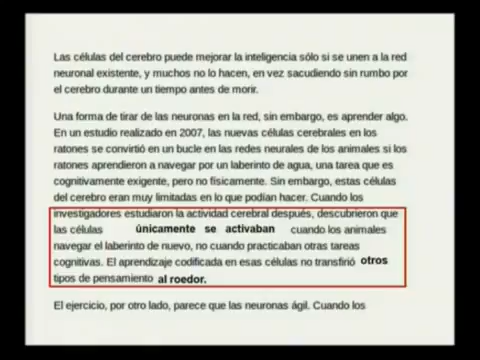 Las células del cerebro puede mejorar la inteligencia sólo si se unen a la red
neuronal existente, y muchos no lo hacen, en vez sacudiendo sin rumbo por
el cerebro durante un tiempo antes de morir.
Una forma de tirar de las neuronas en la red, sin embargo, es aprender algo.
En un estudio realizado en 2007, las nuevas células cerebrales en los
ratones se convirtió en un bucle en las redes neurales de los animales si los
ratones aprendieron a navegar por un laberinto de agua, una tarea que es
cognitivamente exigente, pero no físicamente. Sin embargo, estas células
del cerebro eran muy limitadas en lo que podían hacer. Cuando los
investigadores estudiaron la actividad cerebral después, descubrieron que
las células únicamente se activaban cuando los animales
navegar el laberinto de nuevo, no cuando practicaban otras tareas
cognitivas. El aprendizaje codificada en esas células no transfirió otros
tipos de pensamiento al roedor.
El ejercicio, por otro lado, parece que las neuronas ágil. Cuando los